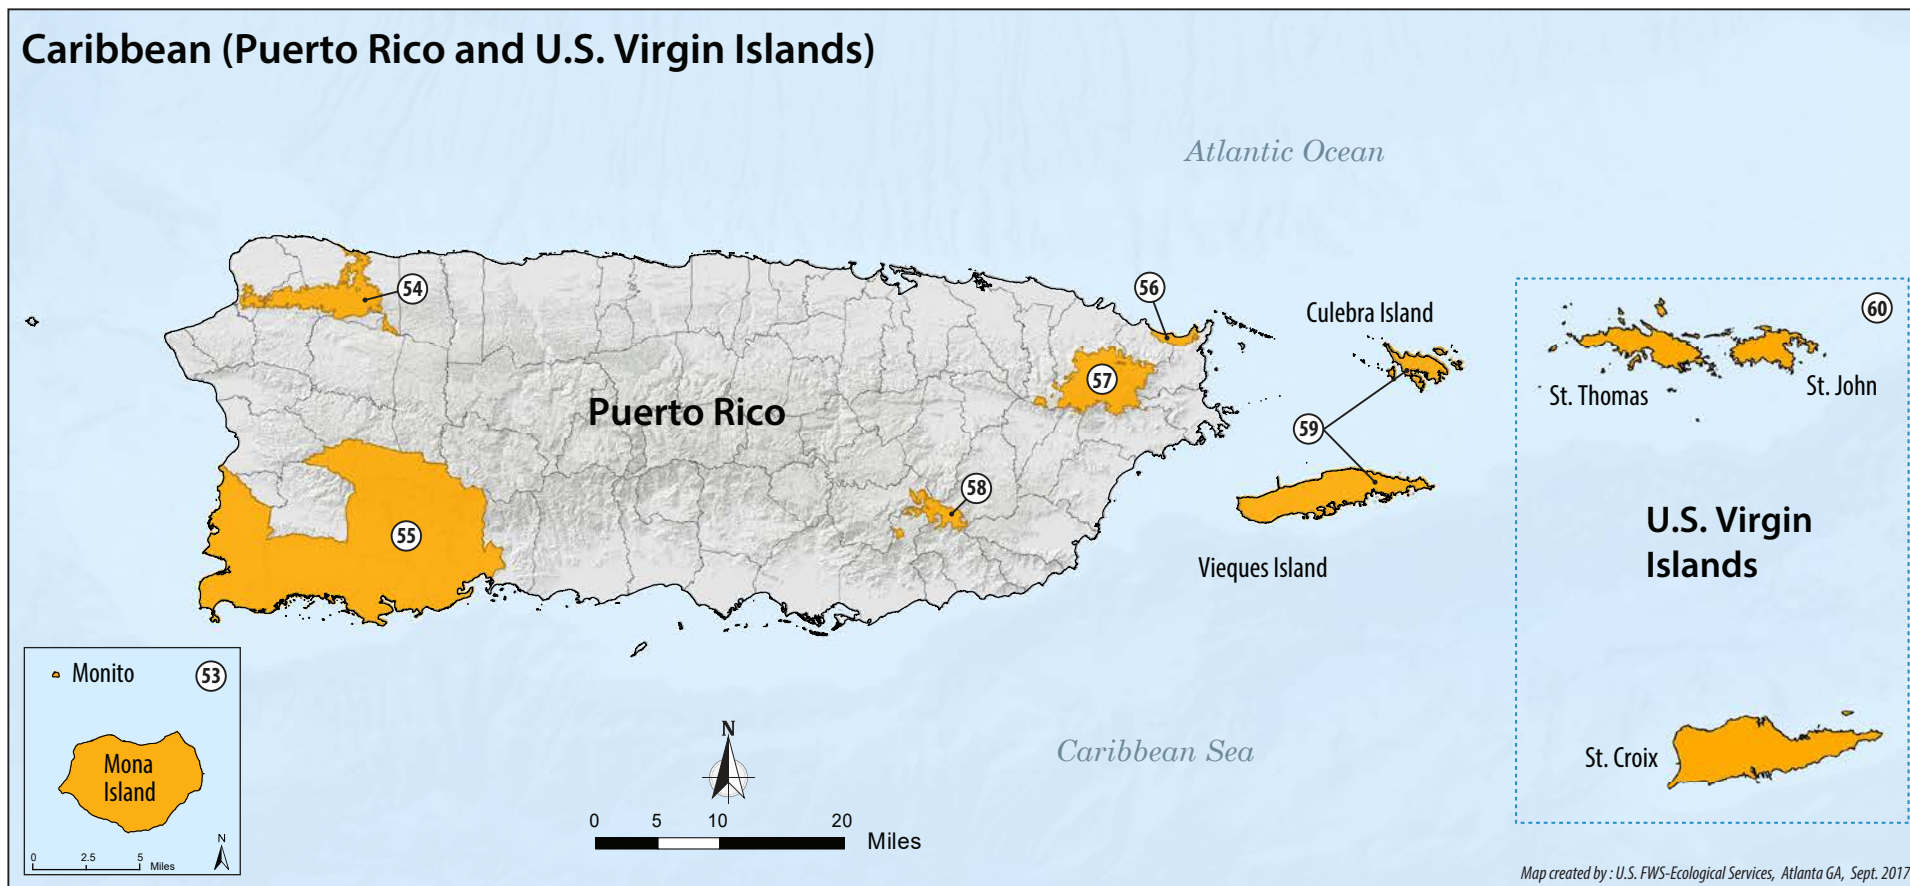 Caribbean (Puerto Rico and U.S. Virgin Islands)
Atlantic Ocean
54
56
Culebra Island
60
57
St. Thomas
St. John
Puerto Rico
59
58
55
Vieques Island
U.S. Virgin
Islands
Monito
53
Mona
Island
N
0 2.5 5
Miles
N
0 5 10 20
Miles
Caribbean Sea
St. Croix
Map created by : U.S. FWS-Ecological Services, Atlanta GA, Sept. 2017